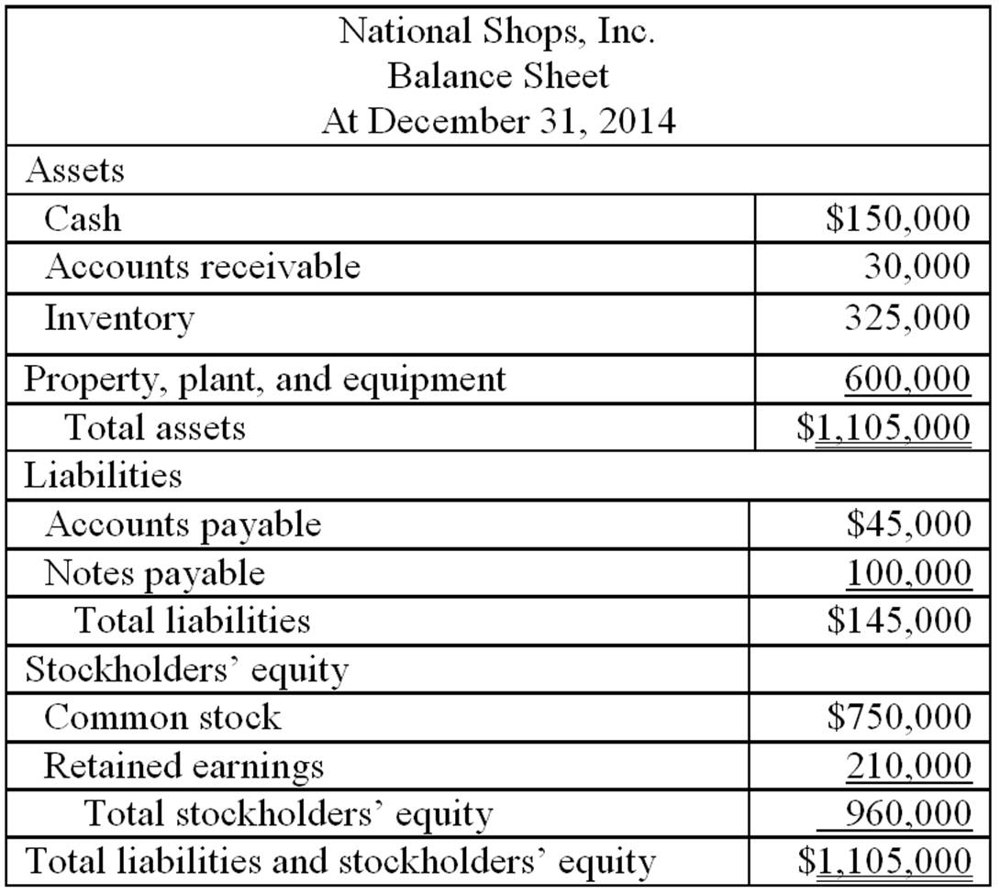 National Shops, Inc.
Balance Sheet
At December 31, 2014
Assets
Cash $150,000
Accounts receivable 30,000
Inventory 325,000
Property, plant, and equipment 600,000
Total assets $1,105,000
Liabilities
Accounts payable $45,000
Notes payable 100,000
Total liabilities $145,000
Stockholders’ equity
Common stock $750,000
Retained earnings 210,000
Total stockholders’ equity 960,000
Total liabilities and stockholders’ equity $1,105,000